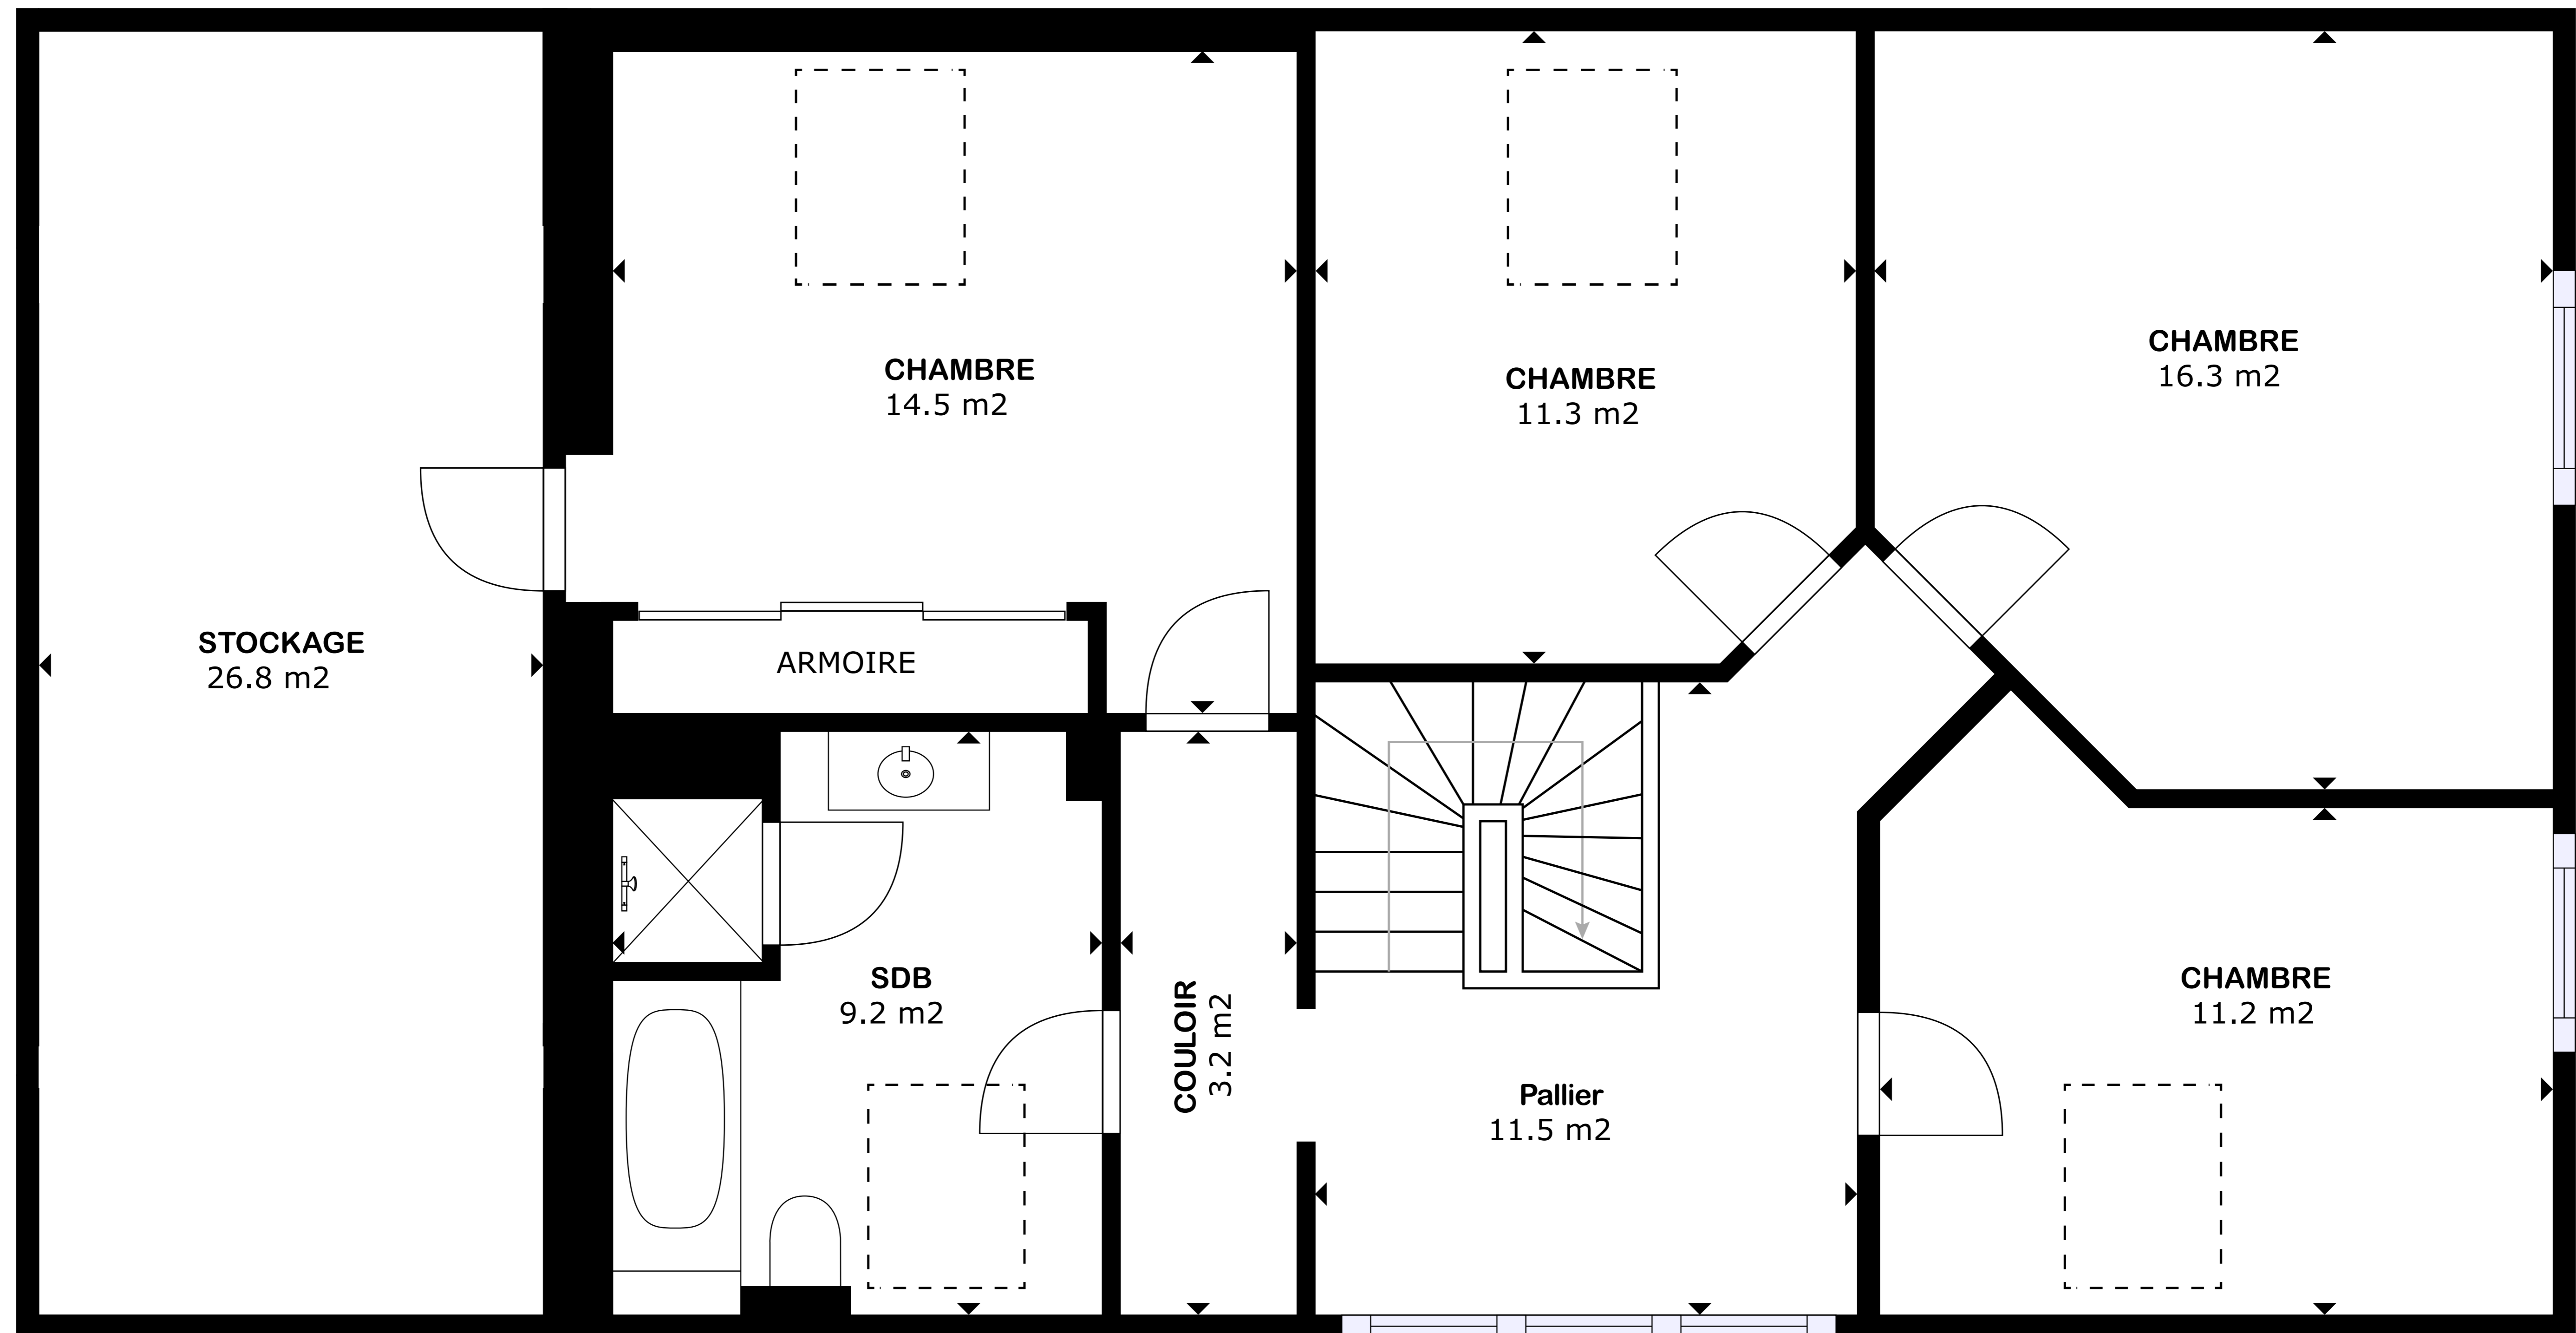 CHAMBRE
14.5 m2
CHAMBRE
11.3 m2
CHAMBRE
16.3 m2
STOCKAGE
26.8 m2
ARMOIRE
SDB
9.2 m2
COULOIR
3.2 m2
Pallier
11.5 m2
CHAMBRE
11.2 m2